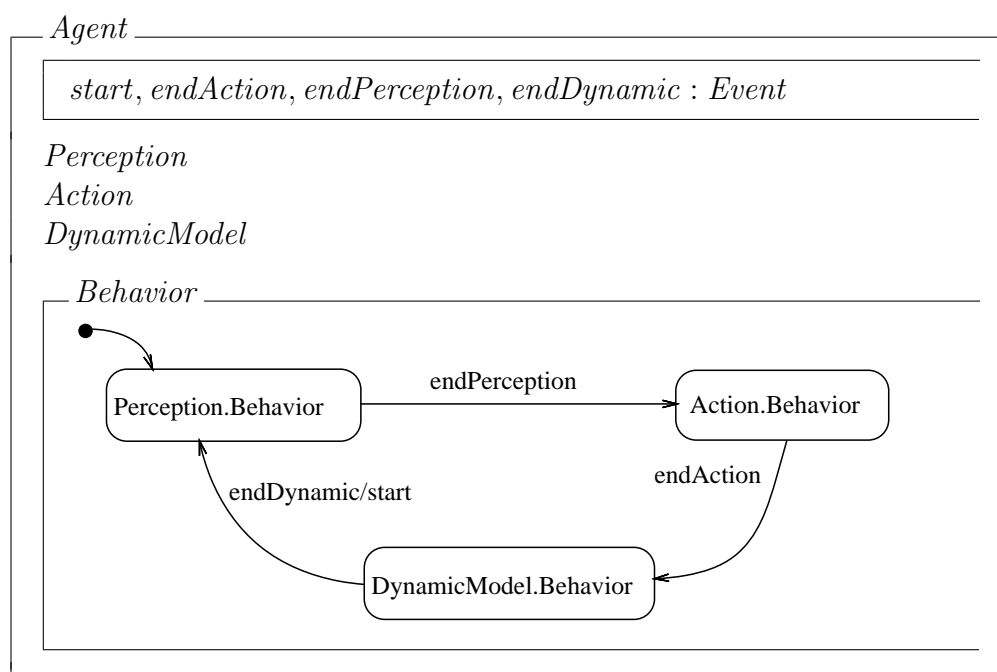 Agent
start, endAction, endPerception, endDynamic : Event
Perception
Action
DynamicModel
Behavior
endPerception
Perception.Behavior
Action.Behavior
endAction
endDynamic/start
DynamicModel.Behavior